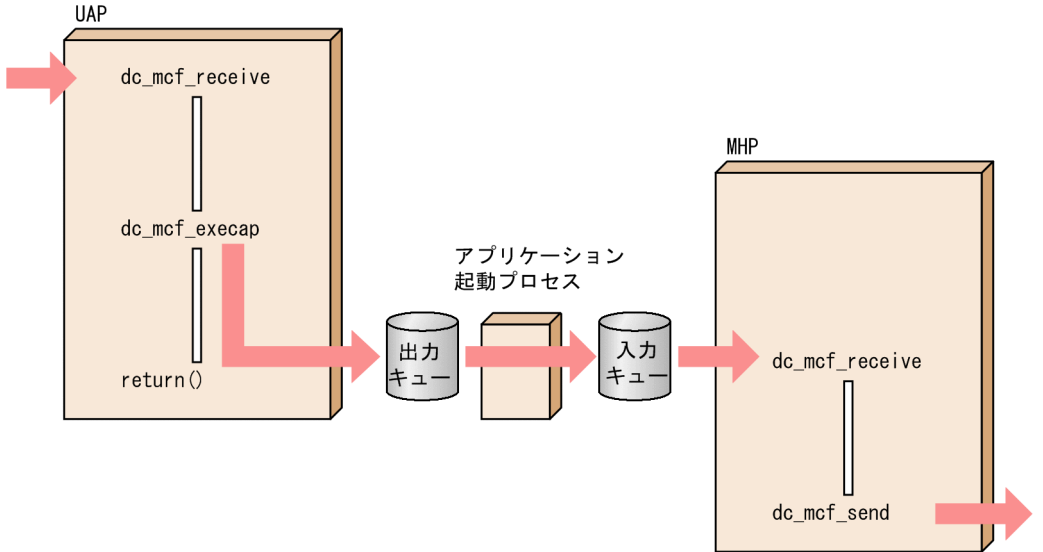 UAP
dc_mcf_receive
dc_mcf_execap
return()
アプリケーション
起動プロセス
出力
キュー
入力
キュー
MHP
dc_mcf_receive
dc_mcf_send